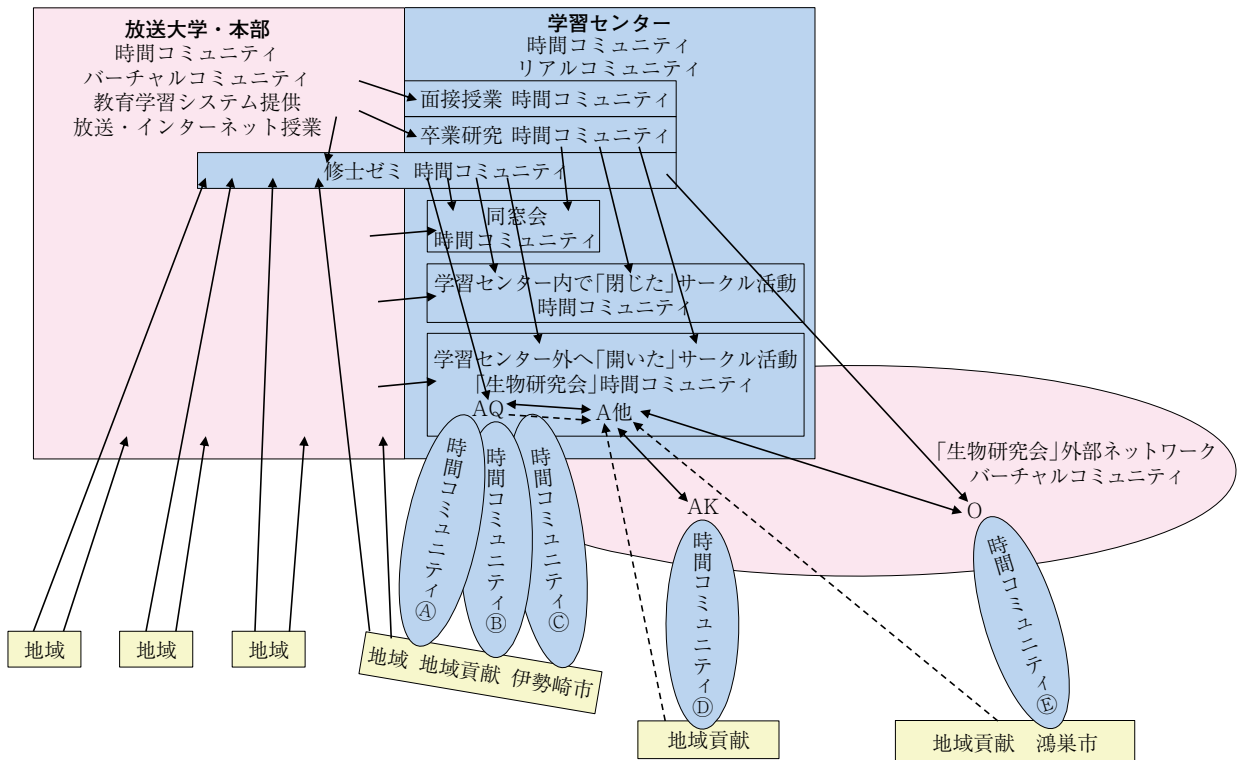 放送大学・本部
時間コミュニティ
バーチャルコミュニティ
教育学習システム提供
放送・インターネット授業
学習センター
時間コミュニティ
リアルコミュニティ
面接授業 時間コミュニティ
卒業研究 時間コミュニティ
修士ゼミ 時間コミュニティ
同窓会
時間コミュニティ
学習センター内で「閉じた」サークル活動
時間コミュニティ
学習センター外へ「開いた」サークル活動
「生物研究会」時間コミュニティ
AQ
A他
「生物研究会」外部ネットワーク
バーチャルコミュニティ
AK
O
時間コミュニティⒶ
時間コミュニティⒷ
時間コミュニティⒸ
時間コミュニティⒹ
時間コミュニティⒺ
地域
地域
地域
地域 地域貢献 伊勢崎市
地域貢献
地域貢献 鴻巣市